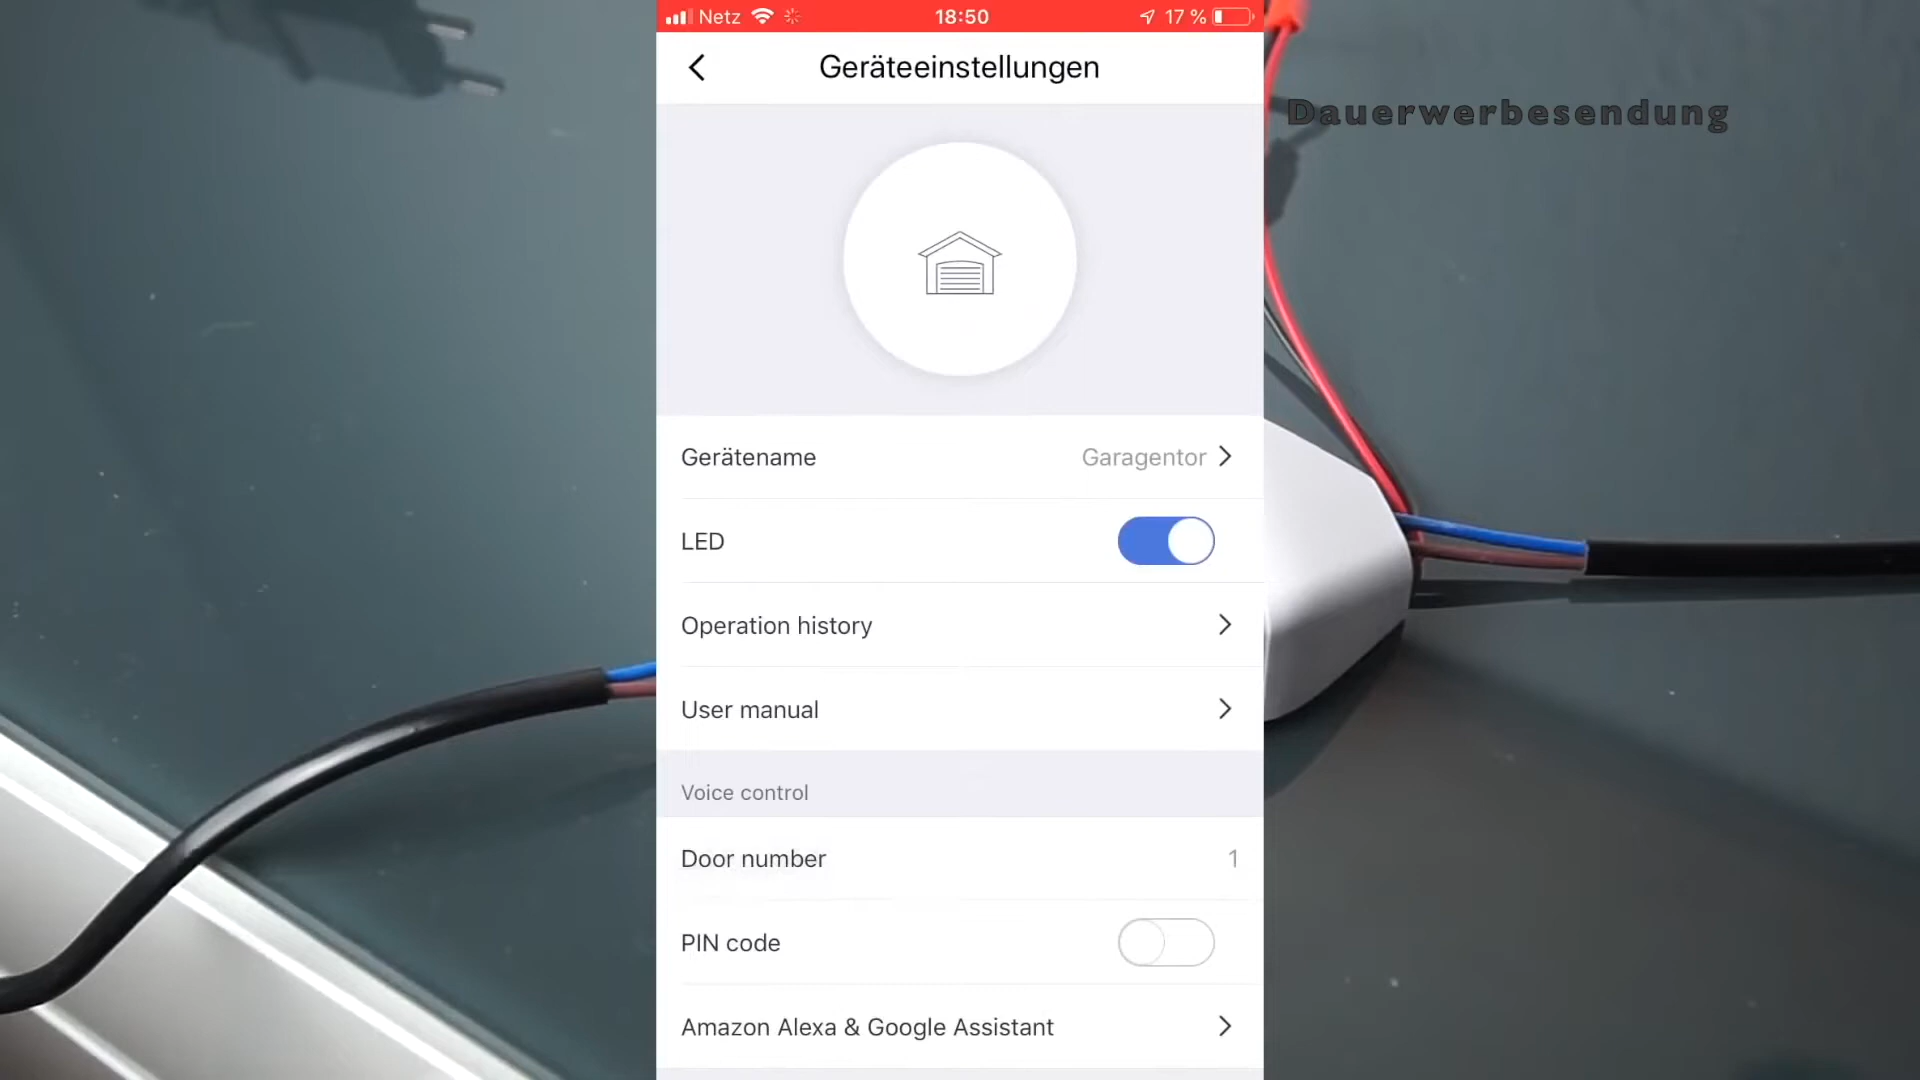 Netz
18:50
17 %
Geräteeinstellungen
Dauerwerbesendung
Gerätename
Garagentor
LED
Operation history
User manual
Voice control
Door number
1
PIN code
Amazon Alexa & Google Assistant